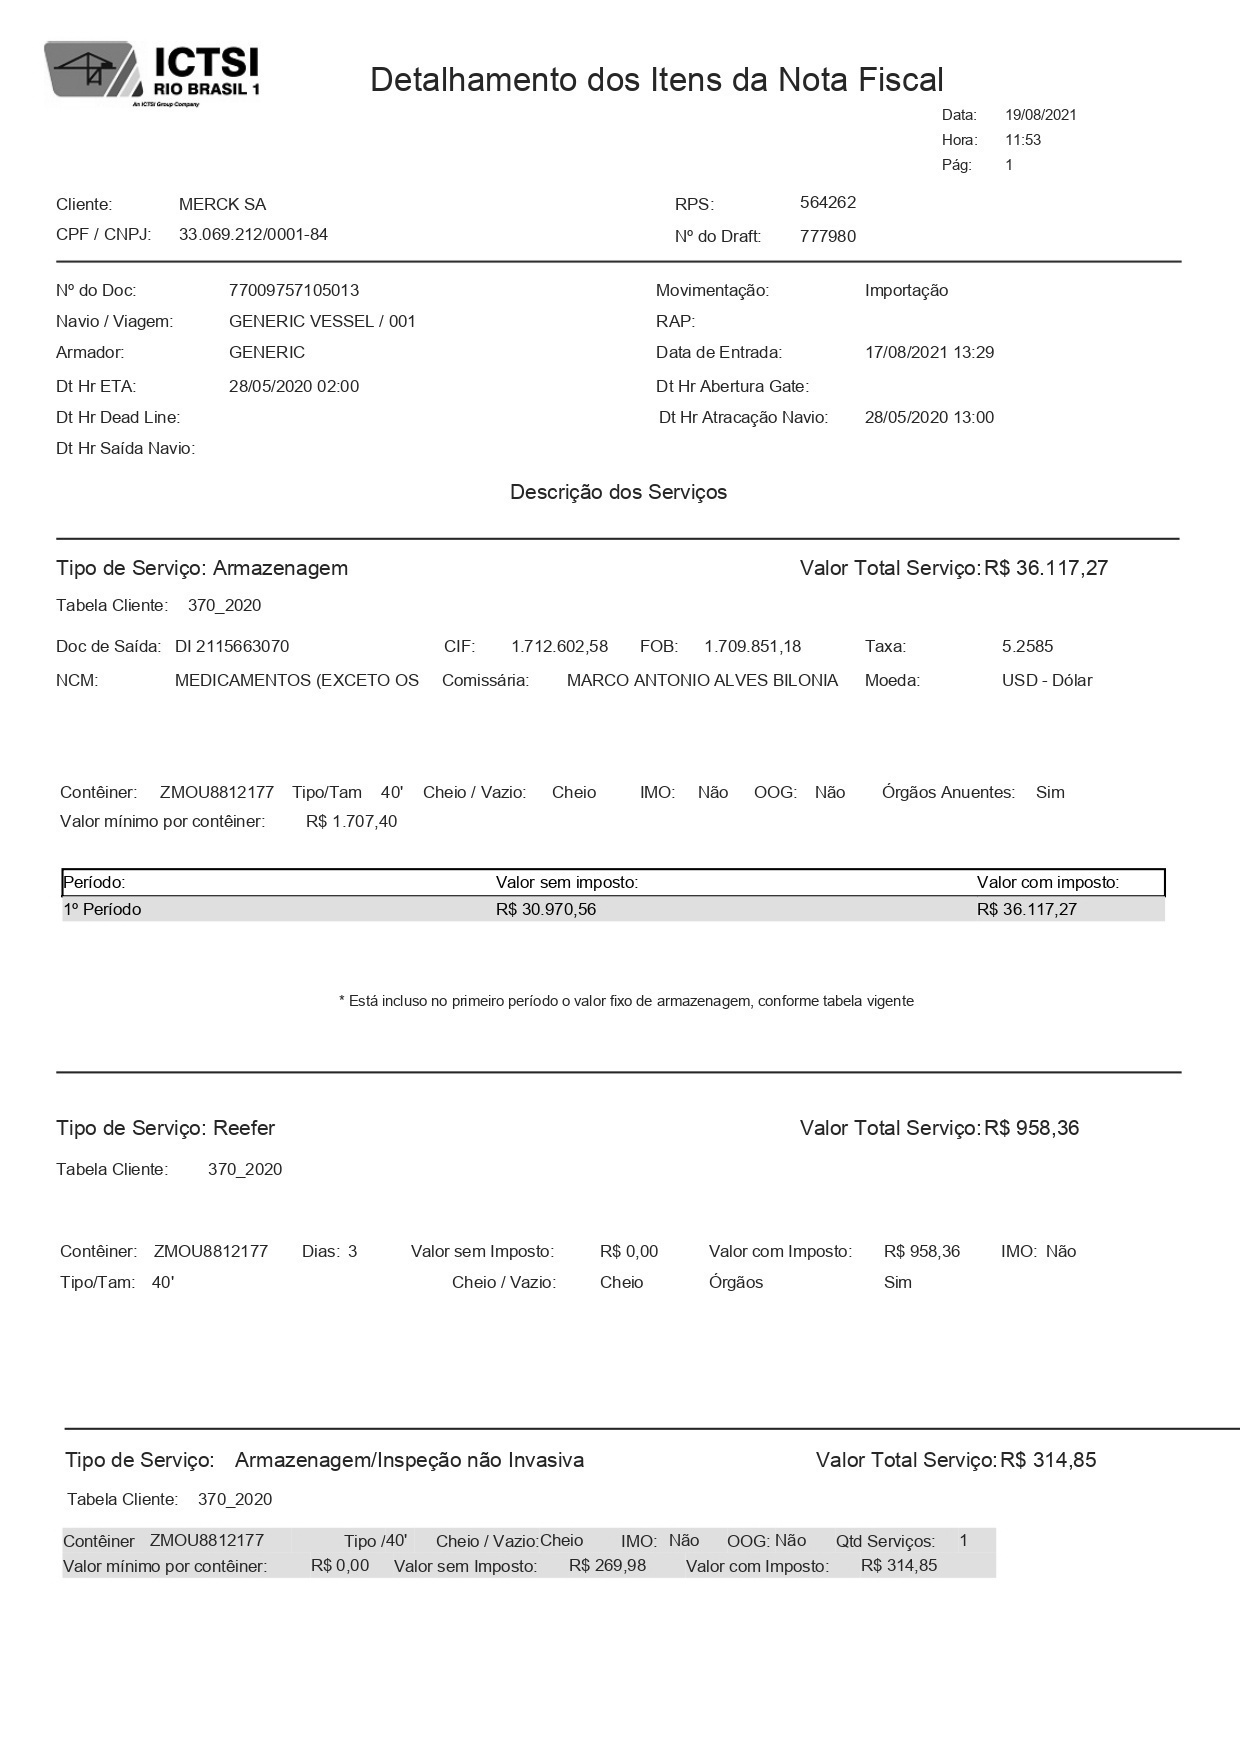 ICTSI
RIO BRASIL 1
An ICTSI Group Company
Detalhamento dos Itens da Nota Fiscal
Data: 19/08/2021
Hora: 11:53
Pág: 1
Cliente: MERCK SA RPS: 564262
CPF / CNPJ: 33.069.212/0001-84 Nº do Draft: 777980
Nº do Doc: 77009757105013 Movimentação: Importação
Navio / Viagem: GENERIC VESSEL / 001 RAP:
Armador: GENERIC Data de Entrada: 17/08/2021 13:29
Dt Hr ETA: 28/05/2020 02:00 Dt Hr Abertura Gate:
Dt Hr Dead Line: Dt Hr Atracação Navio: 28/05/2020 13:00
Dt Hr Saída Navio:
Descrição dos Serviços
Tipo de Serviço: Armazenagem Valor Total Serviço: R$ 36.117,27
Tabela Cliente: 370_2020
Doc de Saída: DI 2115663070 CIF: 1.712.602,58 FOB: 1.709.851,18 Taxa: 5.2585
NCM: MEDICAMENTOS (EXCETO OS Comissária: MARCO ANTONIO ALVES BILONIA Moeda: USD - Dólar
Contêiner: ZMOU8812177 Tipo/Tam 40' Cheio / Vazio: Cheio IMO: Não OOG: Não Órgãos Anuentes: Sim
Valor mínimo por contêiner: R$ 1.707,40
Período: Valor sem imposto: Valor com imposto:
1º Período R$ 30.970,56 R$ 36.117,27
* Está incluso no primeiro período o valor fixo de armazenagem, conforme tabela vigente
Tipo de Serviço: Reefer Valor Total Serviço: R$ 958,36
Tabela Cliente: 370_2020
Contêiner: ZMOU8812177 Dias: 3 Valor sem Imposto: R$ 0,00 Valor com Imposto: R$ 958,36 IMO: Não
Tipo/Tam: 40' Cheio / Vazio: Cheio Órgãos Sim
Tipo de Serviço: Armazenagem/Inspeção não Invasiva Valor Total Serviço: R$ 314,85
Tabela Cliente: 370_2020
Contêiner ZMOU8812177 Tipo /40' Cheio / Vazio: Cheio IMO: Não OOG: Não Qtd Serviços: 1
Valor mínimo por contêiner: R$ 0,00 Valor sem Imposto: R$ 269,98 Valor com Imposto: R$ 314,85